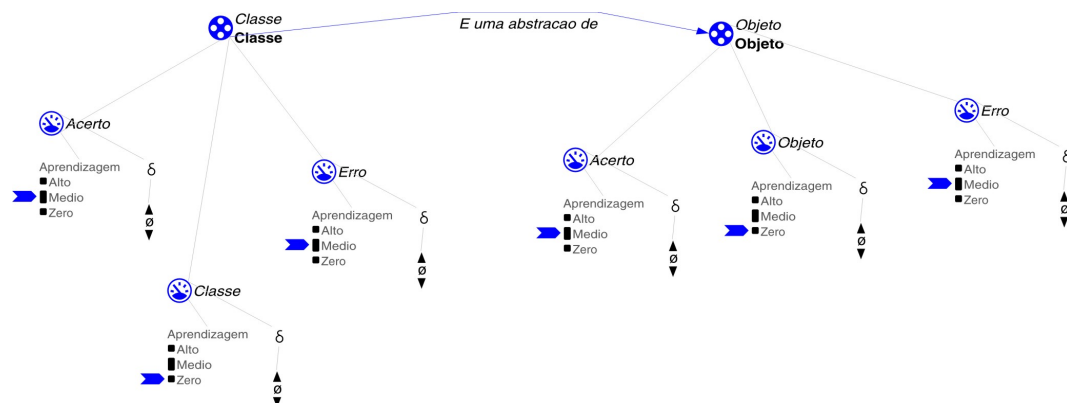 Classe
Classe
E uma abstracao de
Objeto
Objeto
Acerto
Aprendizagem
Alto
Medio
Zero
δ
ø
Erro
Aprendizagem
Alto
Medio
Zero
δ
ø
Classe
Aprendizagem
Alto
Medio
Zero
δ
ø
Acerto
Aprendizagem
Alto
Medio
Zero
δ
ø
Objeto
Aprendizagem
Alto
Medio
Zero
δ
ø
Erro
Aprendizagem
Alto
Medio
Zero
δ
ø